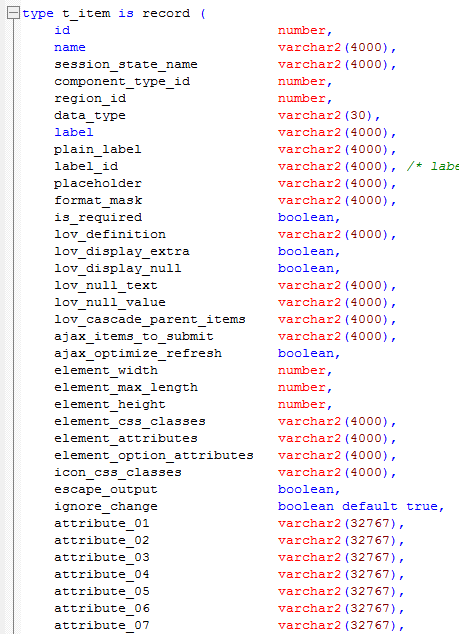 type t_item is record (
id number,
name varchar2(4000),
session_state_name varchar2(4000),
component_type_id number,
region_id number,
data_type varchar2(30),
label varchar2(4000),
plain_label varchar2(4000),
label_id varchar2(4000), /* labe
placeholder varchar2(4000),
format_mask varchar2(4000),
is_required boolean,
lov_definition varchar2(4000),
lov_display_extra boolean,
lov_display_null boolean,
lov_null_text varchar2(4000),
lov_null_value varchar2(4000),
lov_cascade_parent_items varchar2(4000),
ajax_items_to_submit varchar2(4000),
ajax_optimize_refresh boolean,
element_width number,
element_max_length number,
element_height number,
element_css_classes varchar2(4000),
element_attributes varchar2(4000),
element_option_attributes varchar2(4000),
icon_css_classes varchar2(4000),
escape_output boolean,
ignore_change boolean default true,
attribute_01 varchar2(32767),
attribute_02 varchar2(32767),
attribute_03 varchar2(32767),
attribute_04 varchar2(32767),
attribute_05 varchar2(32767),
attribute_06 varchar2(32767),
attribute_07 varchar2(32767),